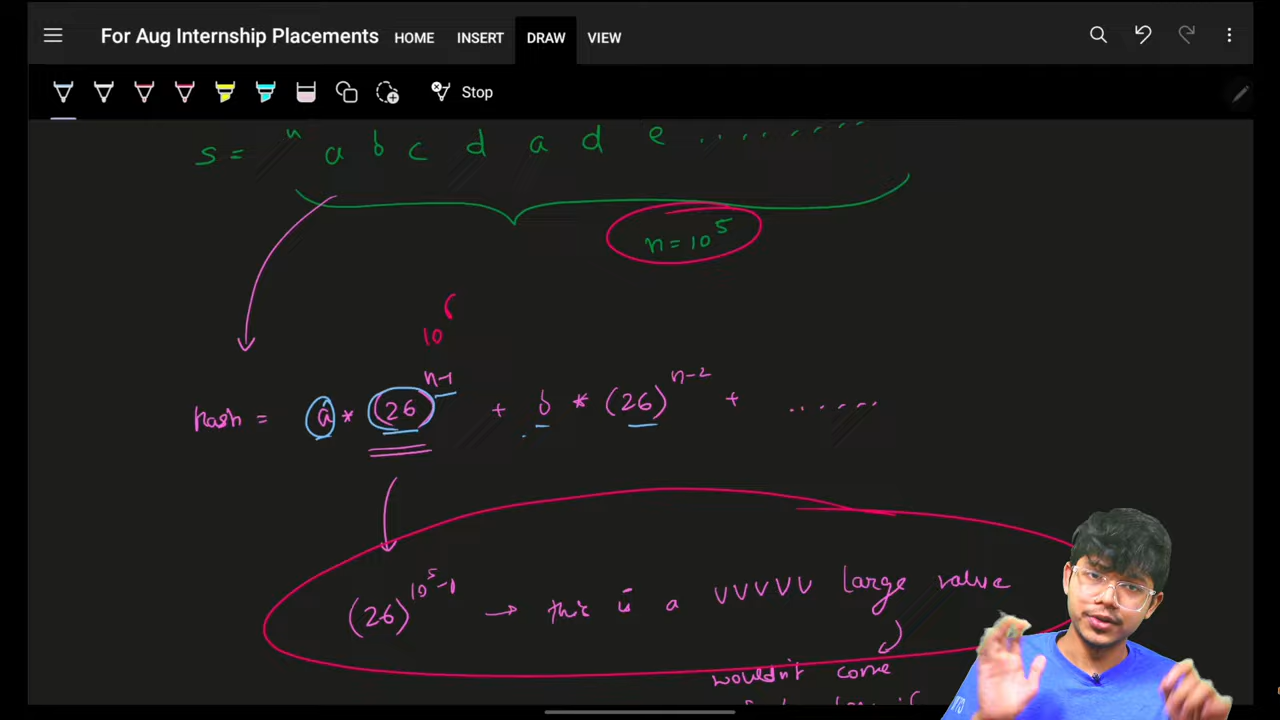 For Aug Internship Placements HOME INSERT DRAW VIEW
Stop
s = " a b c d a d e ........
n = 10^5
10^6
hash = a * (26)^n-1 + b * (26)^n-2 + ......
(26)^10^5-1 → this is a VVVVV large value
wouldn't come